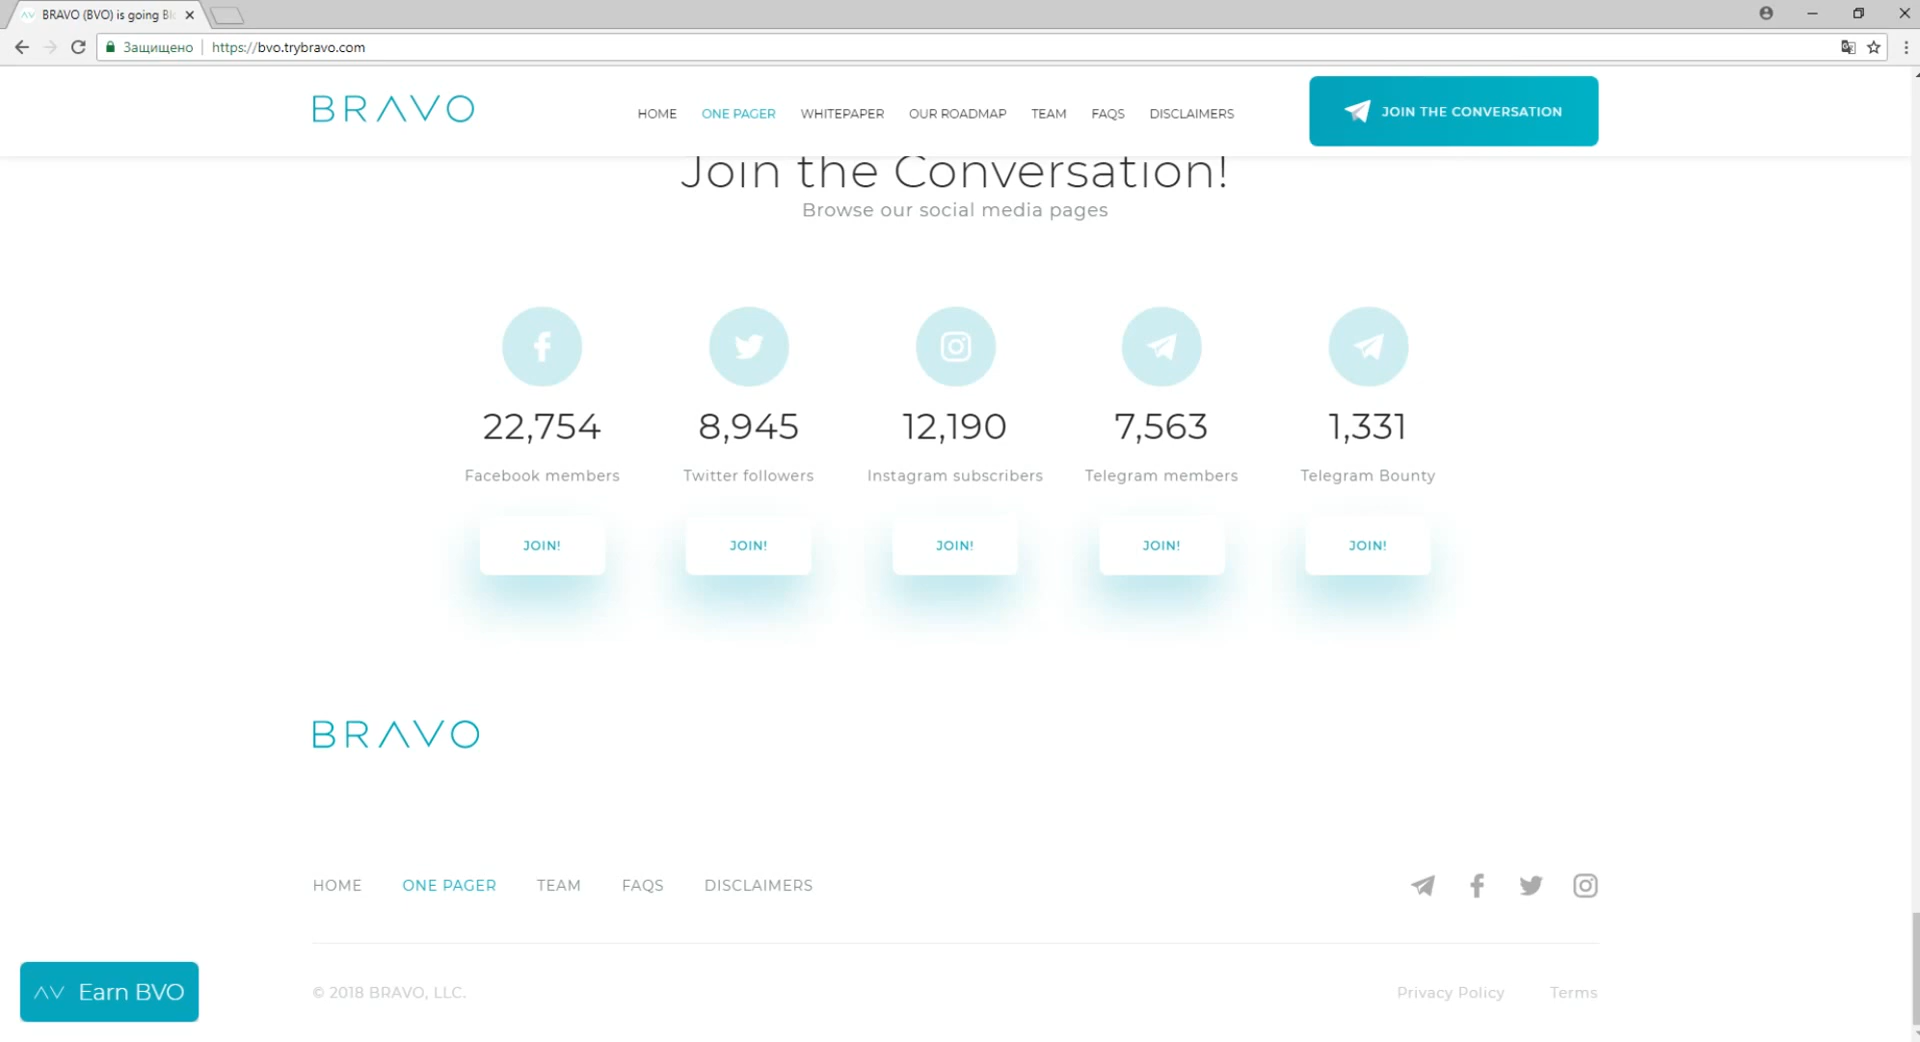 BRAVO (BVO) is going Blo
Защищено https://bvo.trybravo.com
BRAVO HOME ONE PAGER WHITEPAPER OUR ROADMAP TEAM FAQS DISCLAIMERS JOIN THE CONVERSATION
Join the Conversation!
Browse our social media pages
22,754 8,945 12,190 7,563 1,331
Facebook members Twitter followers Instagram subscribers Telegram members Telegram Bounty
JOIN! JOIN! JOIN! JOIN! JOIN!
BRAVO
HOME ONE PAGER TEAM FAQS DISCLAIMERS
Earn BVO
© 2018 BRAVO, LLC. Privacy Policy Terms